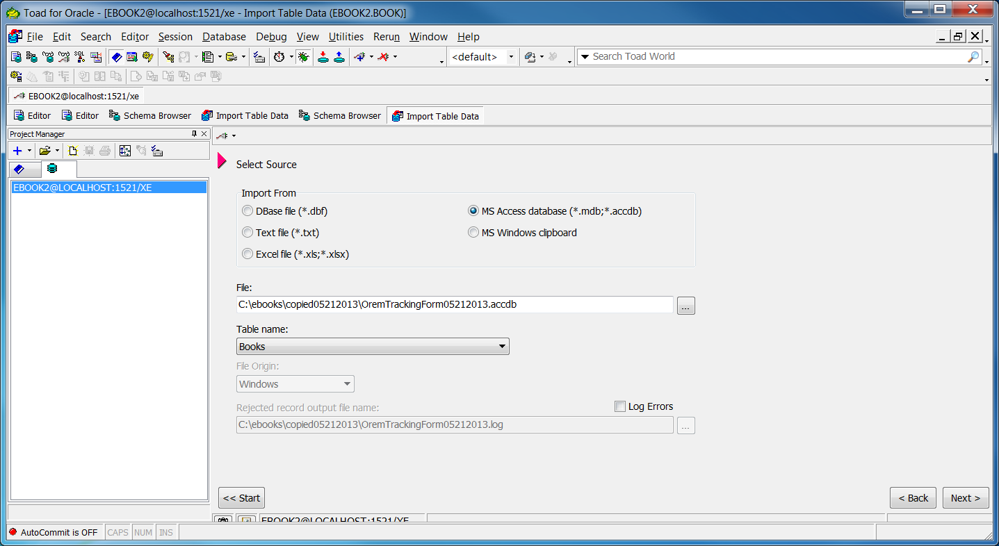 Toad for Oracle - [EBOOK2@localhost:1521/xe - Import Table Data (EBOOK2.BOOK)]
File Edit Search Editor Session Database Debug View Utilities Rerun Window Help
<default> Search Toad World
EBOOK2@localhost:1521/xe
Editor Editor Schema Browser Import Table Data Schema Browser Import Table Data
Project Manager
EBOOK2@LOCALHOST:1521/XE
Select Source
Import From
DBase file (*.dbf) MS Access database (*.mdb;*.accdb)
Text file (*.txt) MS Windows clipboard
Excel file (*.xls;*.xlsx)
File:
C:\ebooks\copied05212013\OremTrackingForm05212013.accdb ...
Table name:
Books
File Origin:
Windows
Rejected record output file name: Log Errors
C:\ebooks\copied05212013\OremTrackingForm05212013.log ...
<< Start < Back Next >
EBOOK2@LOCALHOST:1521/XE
AutoCommit is OFF CAPS NUM INS